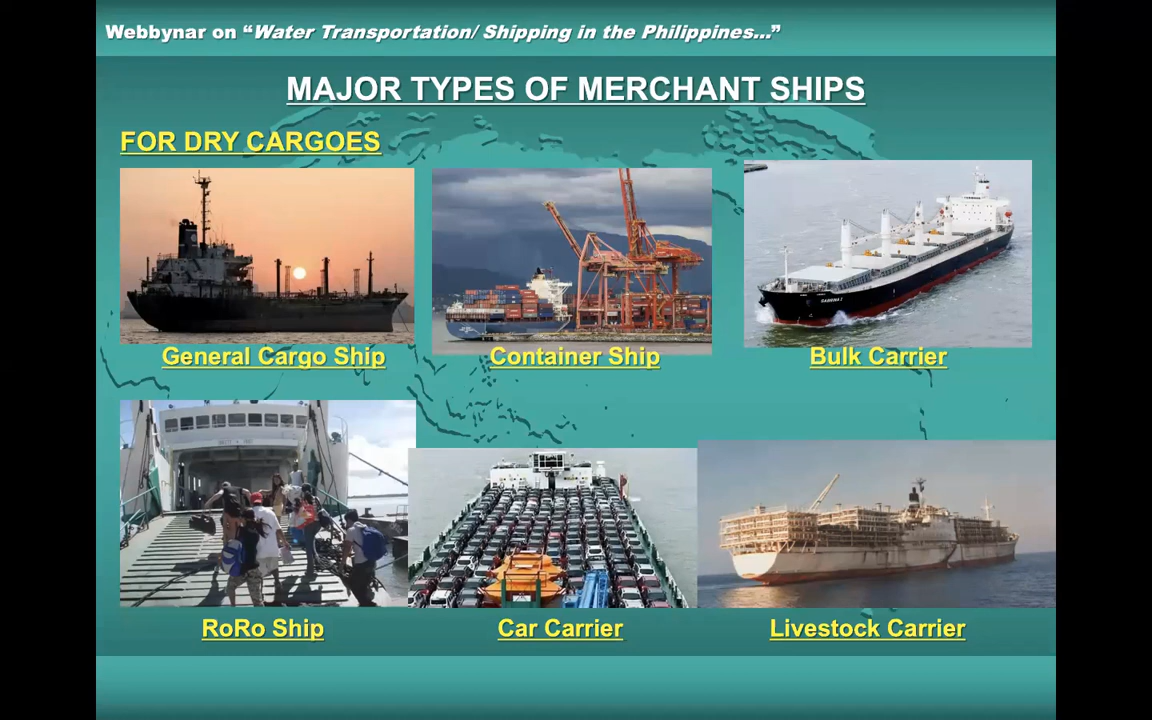 Webbynar on “Water Transportation/ Shipping in the Philippines...”
MAJOR TYPES OF MERCHANT SHIPS
FOR DRY CARGOES
General Cargo Ship
Container Ship
Bulk Carrier
RoRo Ship
Car Carrier
Livestock Carrier